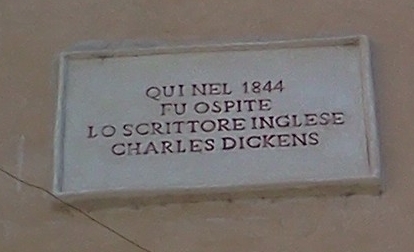 QUI NEL 1844
FU OSPITE
LO SCRITTORE INGLESE
CHARLES DICKENS